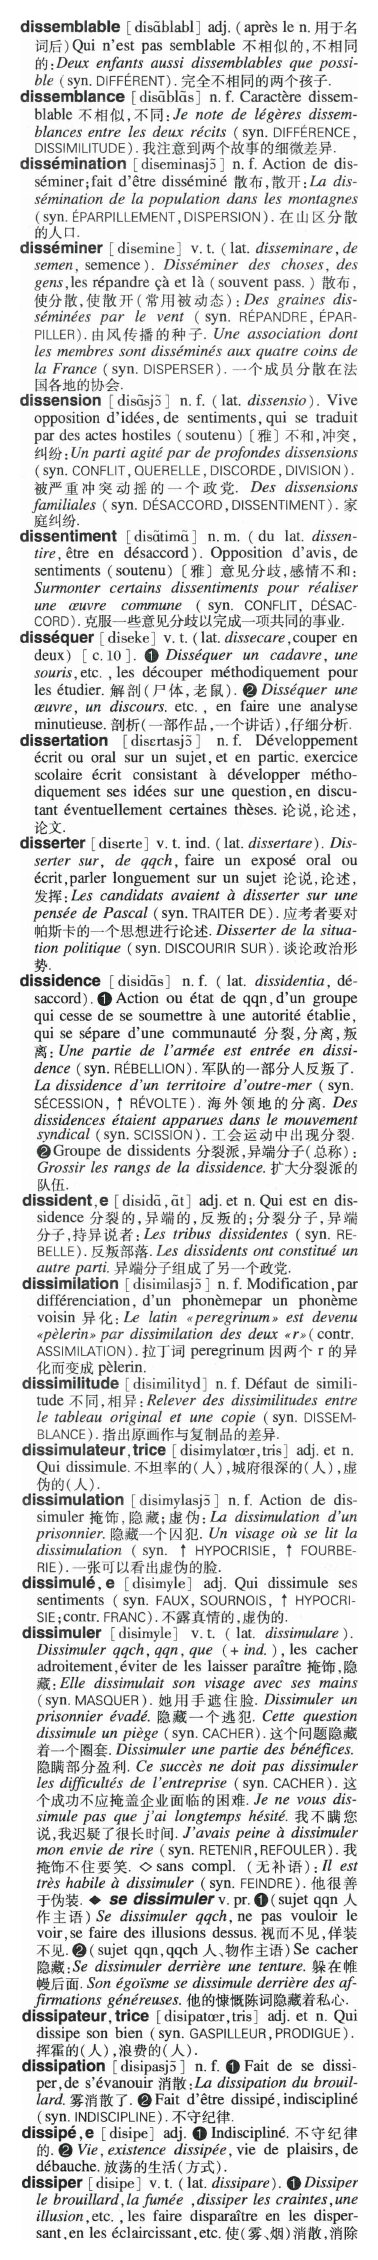 dissemblable [disɑ̃blabl] adj. (après le n. 用于名
词后) Qui n'est pas semblable 不相似的,不相同
的:Deux enfants aussi dissemblables que possi-
ble (syn. DIFFÉRENT). 完全不相同的两个孩子.
dissemblance [disɑ̃blɑ̃s] n. f. Caractère dissem-
blable 不相似,不同:Je note de légères dissem-
blances entre les deux récits (syn. DIFFÉRENCE,
DISSIMILITUDE). 我注意到两个故事的细微差异.
dissémination [diseminasjɔ̃] n. f. Action de dis-
séminer;fait d'être disséminé 散布,散开:La dis-
sémination de la population dans les montagnes
(syn. ÉPARPILLEMENT, DISPERSION). 在山区分散
的人口.
disséminer [disemine] v. t. (lat. disseminare, de
semen, semence). Disséminer des choses, des
gens,les répandre çà et là (souvent pass.) 散布,
使分散,使散开(常用被动态):Des graines dis-
séminées par le vent (syn. RÉPANDRE, ÉPAR-
PILLER). 由风传播的种子. Une association dont
les membres sont disséminés aux quatre coins de
la France (syn. DISPERSER). 一个成员分散在法
国各地的协会.
dissension [disɑ̃sjɔ̃] n. f. (lat. dissensio). Vive
opposition d'idées, de sentiments, qui se traduit
par des actes hostiles (soutenu) [雅] 不和,冲突,
纠纷:Un parti agité par de profondes dissensions
(syn. CONFLIT, QUERELLE, DISCORDE, DIVISION).
被严重冲突动摇的一个政党. Des dissensions
familiales (syn. DÉSACCORD, DISSENTIMENT). 家
庭纠纷.
dissentiment [disɑ̃timɑ̃] n. m. (du lat. dissen-
tire, être en désaccord). Opposition d'avis, de
sentiments (soutenu) [雅] 意见分歧,感情不和:
Surmonter certains dissentiments pour réaliser
une œuvre commune (syn. CONFLIT, DÉSAC-
CORD). 克服一些意见分歧以完成一项共同的事业.
disséquer [diseke] v. t. (lat. dissecare,couper en
deux) [c. 10]. ❶ Disséquer un cadavre, une
souris,etc., les découper méthodiquement pour
les étudier. 解剖(尸体,老鼠). ❷ Disséquer une
œuvre, un discours. etc., en faire une analyse
minutieuse. 剖析(一部作品,一个讲话),仔细分析.
dissertation [disɛrtasjɔ̃] n. f. Développement
écrit ou oral sur un sujet, et en partic. exercice
scolaire écrit consistant à développer métho-
diquement ses idées sur une question, en discu-
tant éventuellement certaines thèses. 论说,论述,
论文.
disserter [disɛrte] v. t. ind. (lat. dissertare). Dis-
serter sur, de qqch, faire un exposé oral ou
écrit,parler longuement sur un sujet 论说,论述,
发挥:Les candidats avaient à disserter sur une
pensée de Pascal (syn. TRAITER DE). 应考者要对
帕斯卡的一个思想进行论述. Disserter de la situa-
tion politique (syn. DISCOURIR SUR). 谈论政治形
势.
dissidence [disidɑ̃s] n. f. (lat. dissidentia, dé-
saccord). ❶ Action ou état de qqn, d'un groupe
qui cesse de se soumettre à une autorité établie,
qui se sépare d'une communauté 分裂,分离,叛
离:Une partie de l'armée est entrée en dissi-
dence (syn. RÉBELLION). 军队的一部分人反叛了.
La dissidence d'un territoire d'outre-mer (syn.
SÉCESSION, ↑ RÉVOLTE). 海外领地的分离. Des
dissidences étaient apparues dans le mouvement
syndical (syn. SCISSION). 工会运动中出现分裂.
❷ Groupe de dissidents 分裂派,异端分子(总称):
Grossir les rangs de la dissidence. 扩大分裂派的
队伍.
dissident, e [disidɑ̃, ɑ̃t] adj. et n. Qui est en dis-
sidence 分裂的,异端的,反叛的;分裂分子,异端
分子,持异说者:Les tribus dissidentes (syn. RE-
BELLE). 反叛部落. Les dissidents ont constitué un
autre parti. 异端分子组成了另一个政党.
dissimilation [disimilasjɔ̃] n. f. Modification, par
différenciation, d'un phonèmepar un phonème
voisin 异化:Le latin «peregrinum» est devenu
«pèlerin» par dissimilation des deux «r» (contr.
ASSIMILATION). 拉丁词 peregrinum 因两个 r 的异
化而变成 pèlerin.
dissimilitude [disimilityd] n. f. Défaut de simili-
tude 不同,相异:Relever des dissimilitudes entre
le tableau original et une copie (syn. DISSEM-
BLANCE). 指出原画作与复制品的差异.
dissimulateur, trice [disimylatœr, tris] adj. et n.
Qui dissimule. 不坦率的(人),城府很深的(人),虚
伪的(人).
dissimulation [disimylasjɔ̃] n. f. Action de dis-
simuler 掩饰,隐藏;虚伪:La dissimulation d'un
prisonnier. 隐藏一个囚犯. Un visage où se lit la
dissimulation (syn. ↑ HYPOCRISIE, ↑ FOURBE-
RIE). 一张可以看出虚伪的脸.
dissimulé, e [disimyle] adj. Qui dissimule ses
sentiments (syn. FAUX, SOURNOIS, ↑ HYPOCRI-
SIE;contr. FRANC). 不露真情的,虚伪的.
dissimuler [disimyle] v. t. (lat. dissimulare).
Dissimuler qqch, qqn, que (+ ind.), les cacher
adroitement,éviter de les laisser paraître 掩饰,隐
藏:Elle dissimulait son visage avec ses mains
(syn. MASQUER). 她用手遮住脸. Dissimuler un
prisonnier évadé. 隐藏一个逃犯. Cette question
dissimule un piège (syn. CACHER). 这个问题隐藏
着一个圈套. Dissimuler une partie des bénéfices.
隐瞒部分盈利. Ce succès ne doit pas dissimuler
les difficultés de l'entreprise (syn. CACHER). 这
个成功不应掩盖企业面临的困难. Je ne vous dis-
simule pas que j'ai longtemps hésité. 我不瞒您
说,我迟疑了很长时间. J'avais peine à dissimuler
mon envie de rire (syn. RETENIR, REFOULER). 我
掩饰不住要笑. ◇ sans compl. (无补语):Il est
très habile à dissimuler (syn. FEINDRE). 他很善
于伪装. ◆ se dissimuler v. pr. ❶ (sujet qqn 人
作主语) Se dissimuler qqch, ne pas vouloir le
voir,se faire des illusions dessus. 视而不见,佯装
不见. ❷ (sujet qqn,qqch 人、物作主语) Se cacher
隐藏:Se dissimuler derrière une tenture. 躲在帷
幔后面. Son égoïsme se dissimule derrière des af-
firmations généreuses. 他的慷慨陈词隐藏着私心.
dissipateur, trice [disipatœr, tris] adj. et n. Qui
dissipe son bien (syn. GASPILLEUR, PRODIGUE).
挥霍的(人),浪费的(人).
dissipation [disipasjɔ̃] n. f. ❶ Fait de se dissi-
per, de s'évanouir 消散:La dissipation du brouil-
lard. 雾消散了. ❷ Fait d'être dissipé, indiscipliné
(syn. INDISCIPLINE). 不守纪律.
dissipé, e [disipe] adj. ❶ Indiscipliné. 不守纪律
的. ❷ Vie, existence dissipée, vie de plaisirs, de
débauche. 放荡的生活(方式).
dissiper [disipe] v. t. (lat. dissipare). ❶ Dissiper
le brouillard,la fumée ,dissiper les craintes,une
illusion,etc., les faire disparaître en les disper-
sant,en les éclaircissant,etc. 使(雾、烟)消散,消除